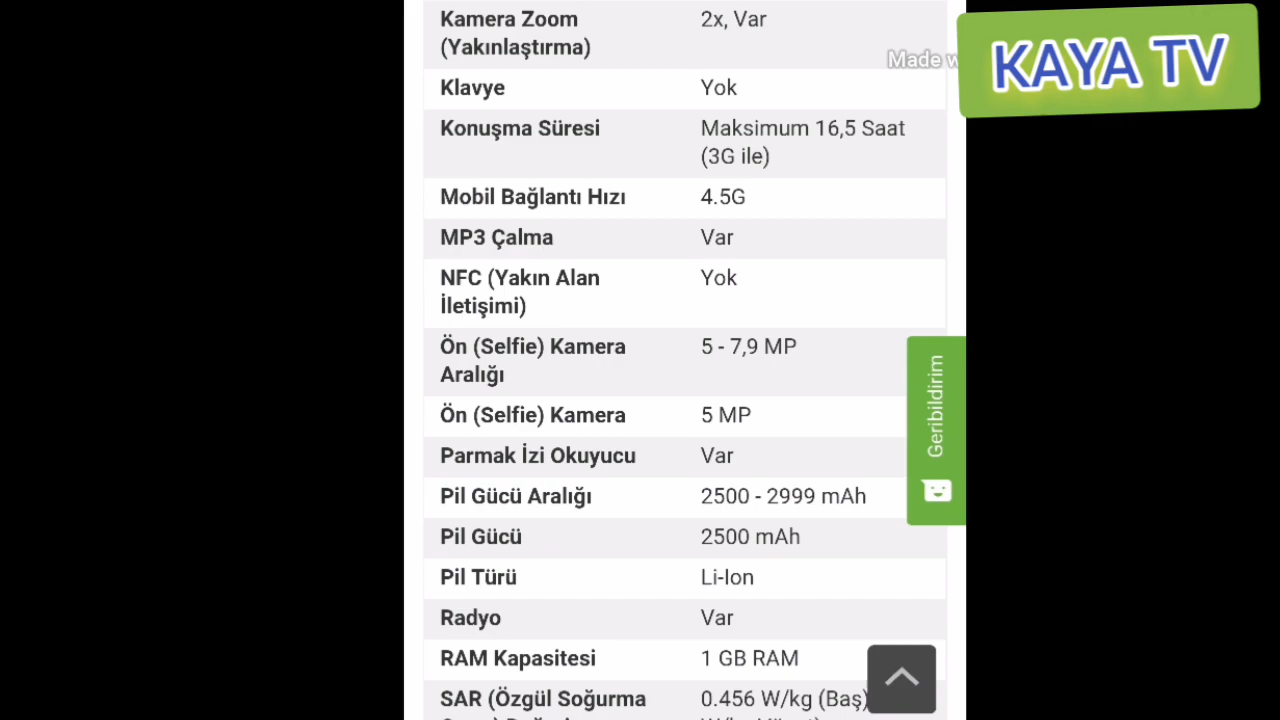 Kamera Zoom 2x, Var
(Yakınlaştırma)
Made
KAYA TV
Klavye Yok
Konuşma Süresi Maksimum 16,5 Saat
(3G ile)
Mobil Bağlantı Hızı 4.5G
MP3 Çalma Var
NFC (Yakın Alan Yok
İletişimi)
Ön (Selfie) Kamera 5 - 7,9 MP
Aralığı
Geribildirim
Ön (Selfie) Kamera 5 MP
Parmak İzi Okuyucu Var
Pil Gücü Aralığı 2500 - 2999 mAh
Pil Gücü 2500 mAh
Pil Türü Li-Ion
Radyo Var
RAM Kapasitesi 1 GB RAM
SAR (Özgül Soğurma 0.456 W/kg (Baş)